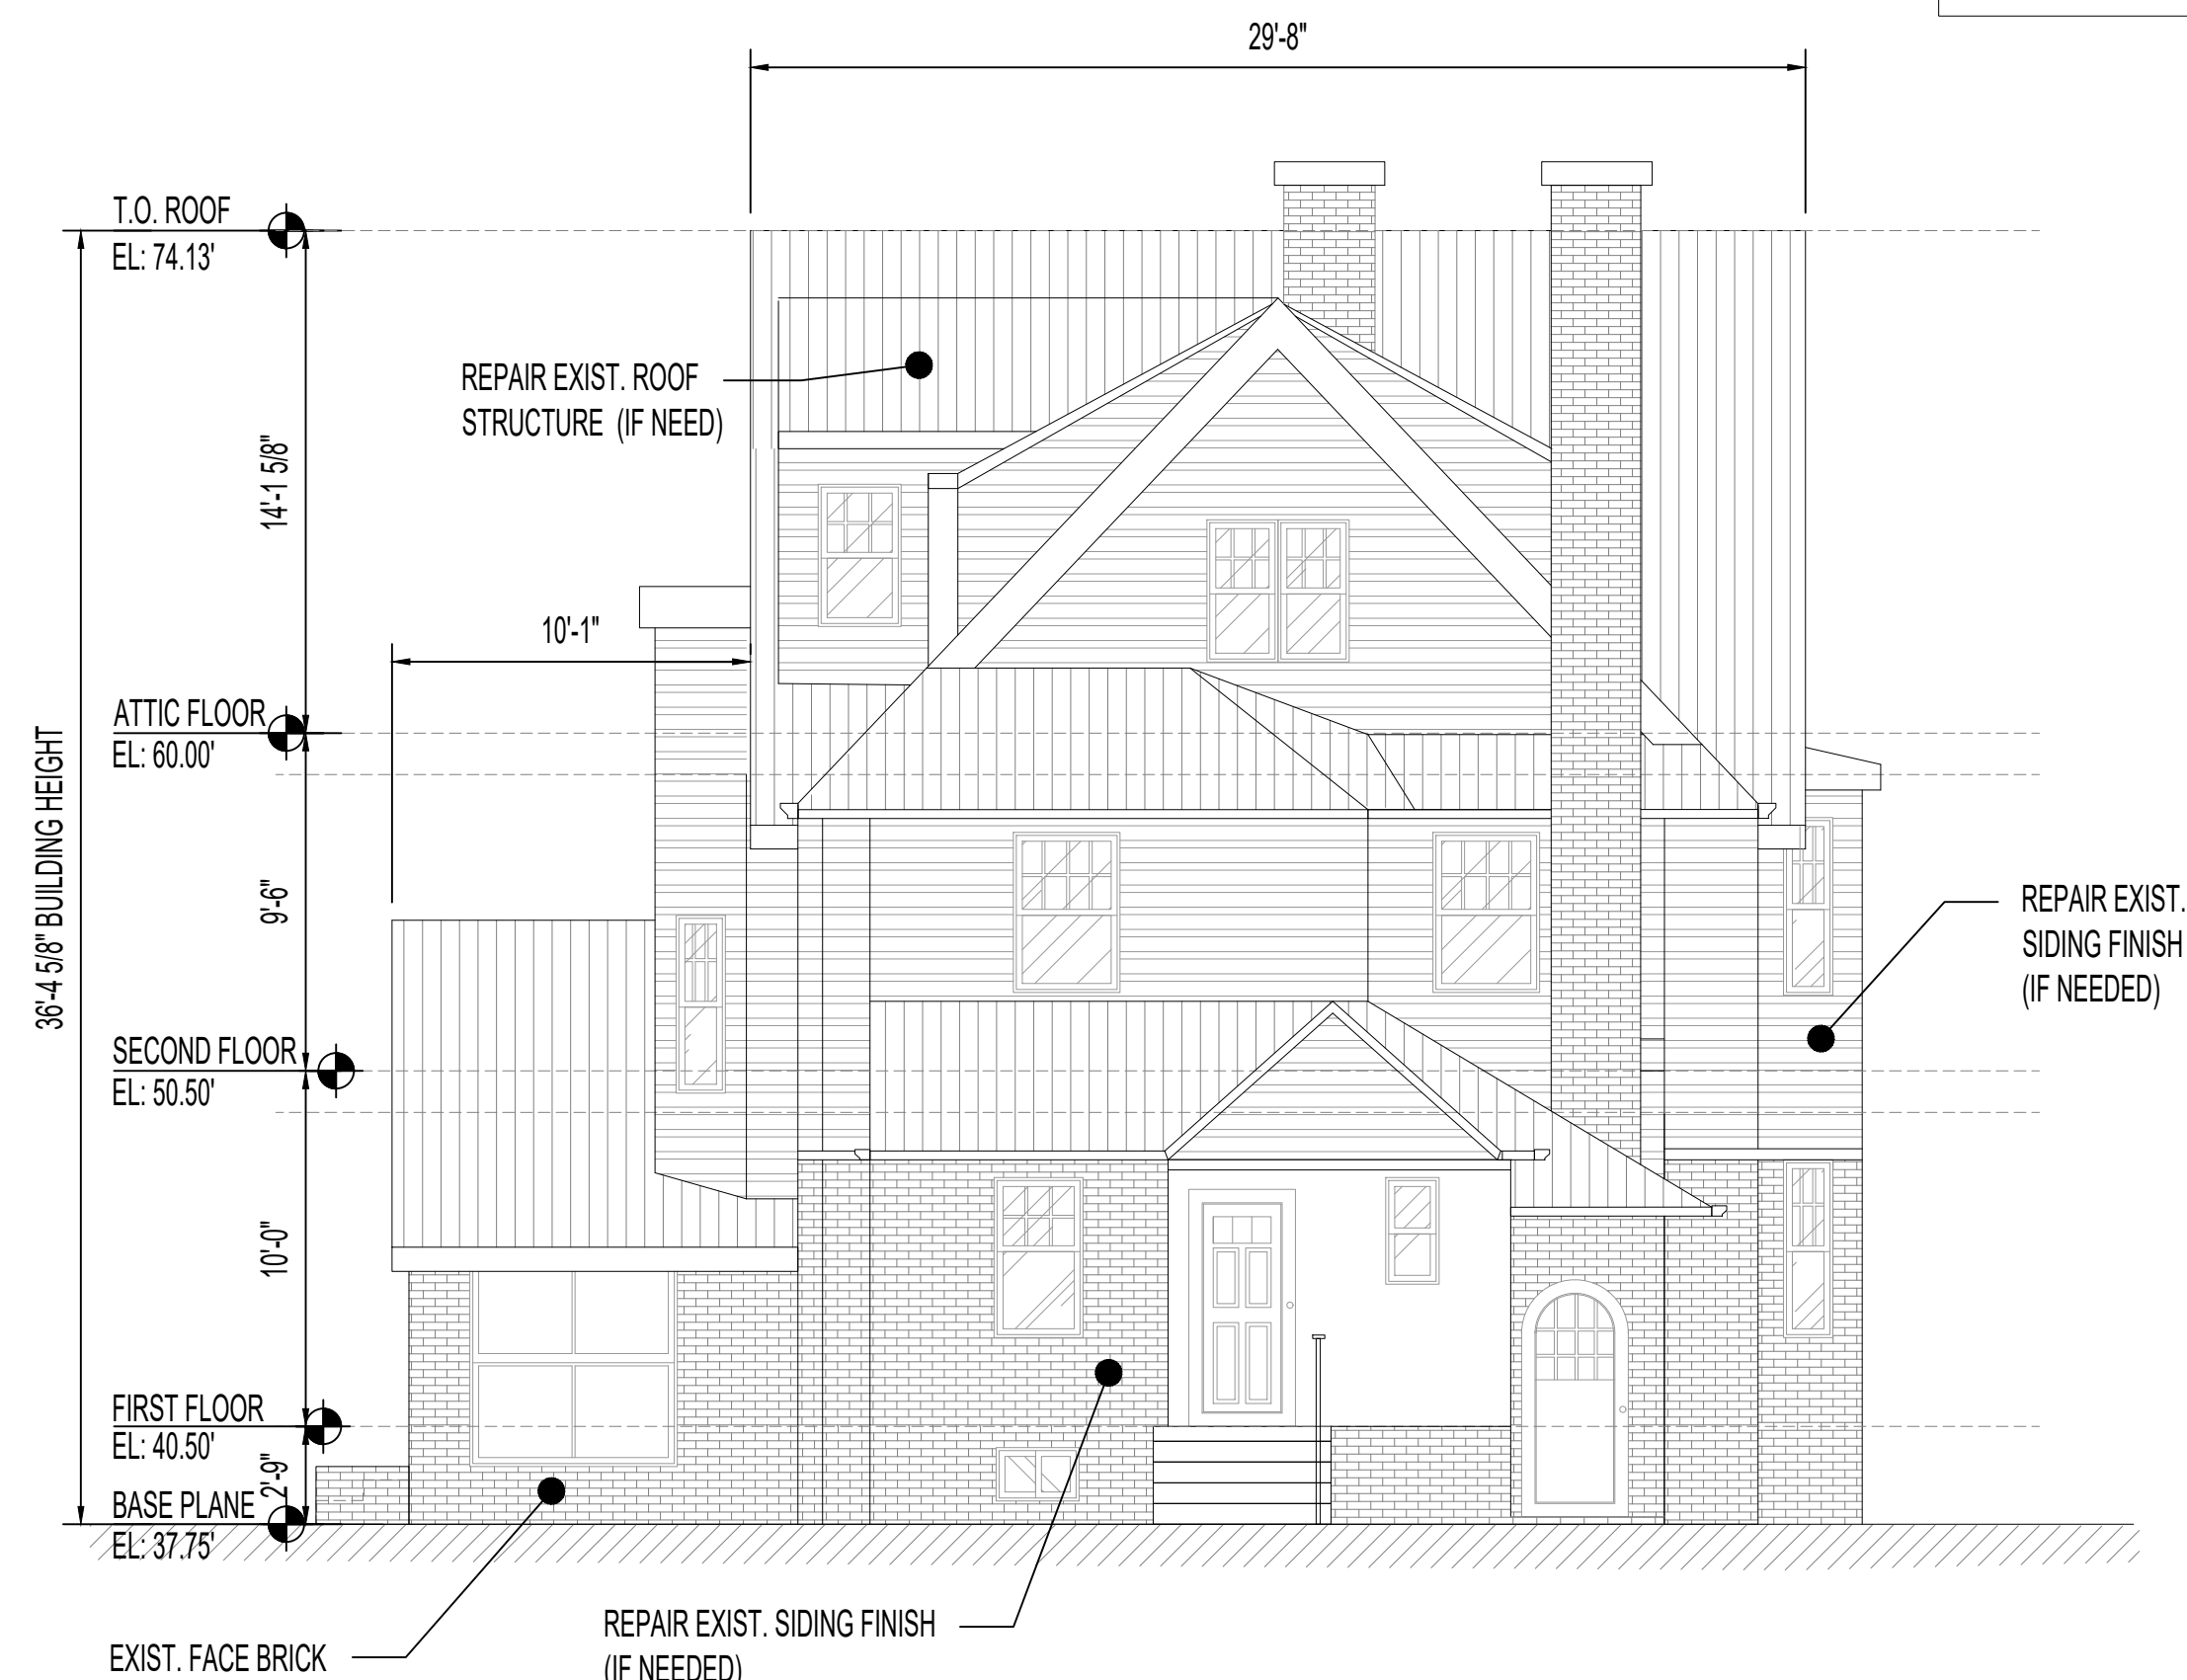 29'-8"
T.O. ROOF
EL: 74.13'
REPAIR EXIST. ROOF
STRUCTURE (IF NEED)
14'-1 5/8"
10'-1"
ATTIC FLOOR
EL: 60.00'
36'-4 5/8" BUILDING HEIGHT
9'-6"
REPAIR EXIST.
SIDING FINISH
(IF NEEDED)
SECOND FLOOR
EL: 50.50'
10'-0"
FIRST FLOOR
EL: 40.50'
2'-9"
BASE PLANE
EL: 37.75'
REPAIR EXIST. SIDING FINISH
(IF NEEDED)
EXIST. FACE BRICK